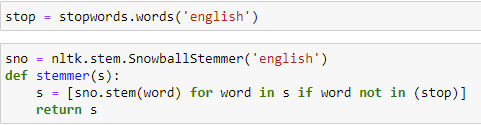 stop = stopwords.words('english')
sno = nltk.stem.SnowballStemmer('english')
def stemmer(s):
    s = [sno.stem(word) for word in s if word not in (stop)]
    return s